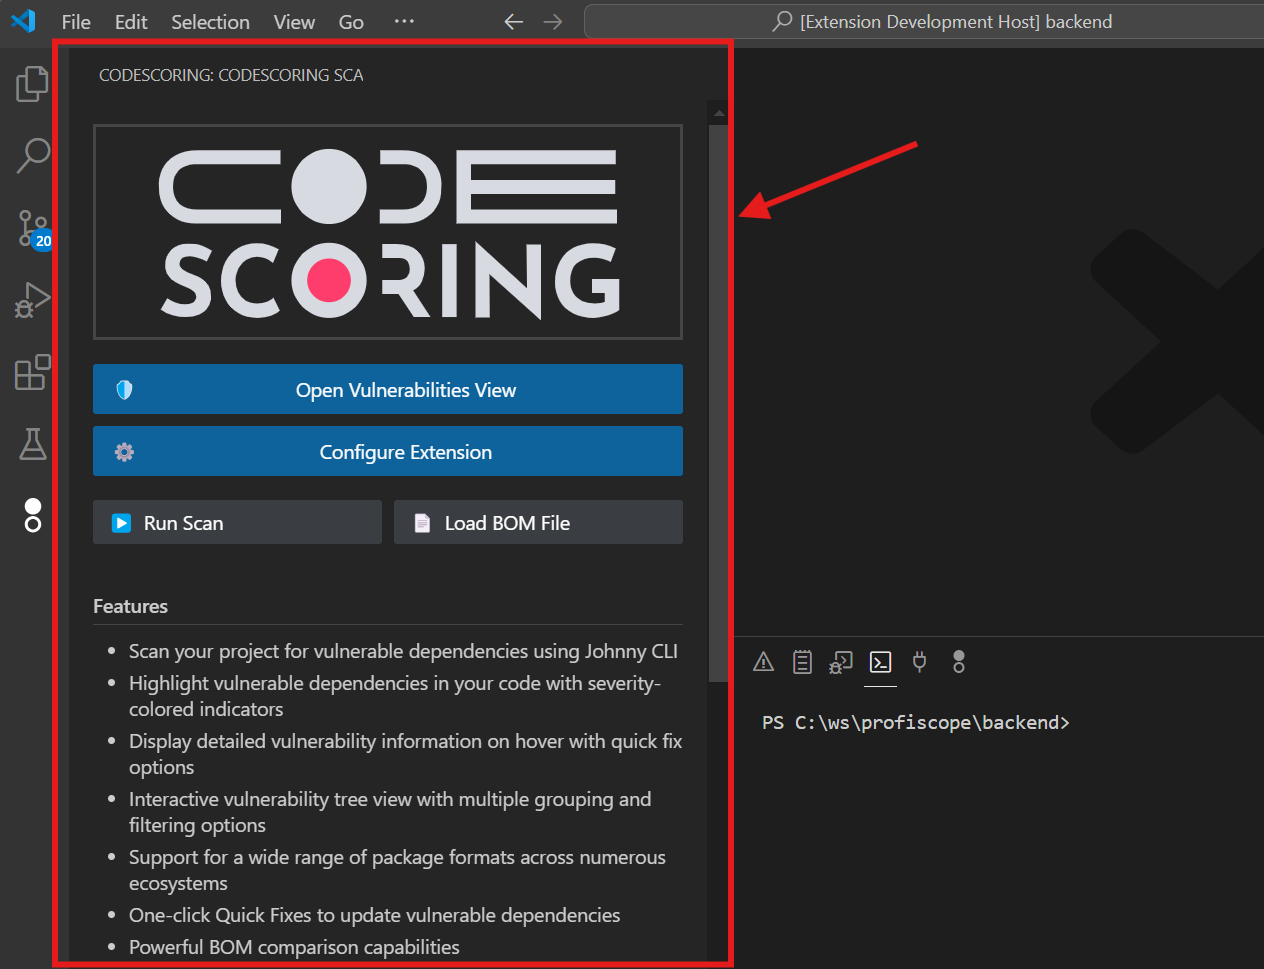 File Edit Selection View Go ···
[Extension Development Host] backend
CODESCORING: CODESCORING SCA
CODE
SCORING
20
Open Vulnerabilities View
Configure Extension
Run Scan
Load BOM File
Features
• Scan your project for vulnerable dependencies using Johnny CLI
• Highlight vulnerable dependencies in your code with severity-
colored indicators
• Display detailed vulnerability information on hover with quick fix
options
• Interactive vulnerability tree view with multiple grouping and
filtering options
• Support for a wide range of package formats across numerous
ecosystems
• One-click Quick Fixes to update vulnerable dependencies
• Powerful BOM comparison capabilities
PS C:\ws\profiscope\backend>